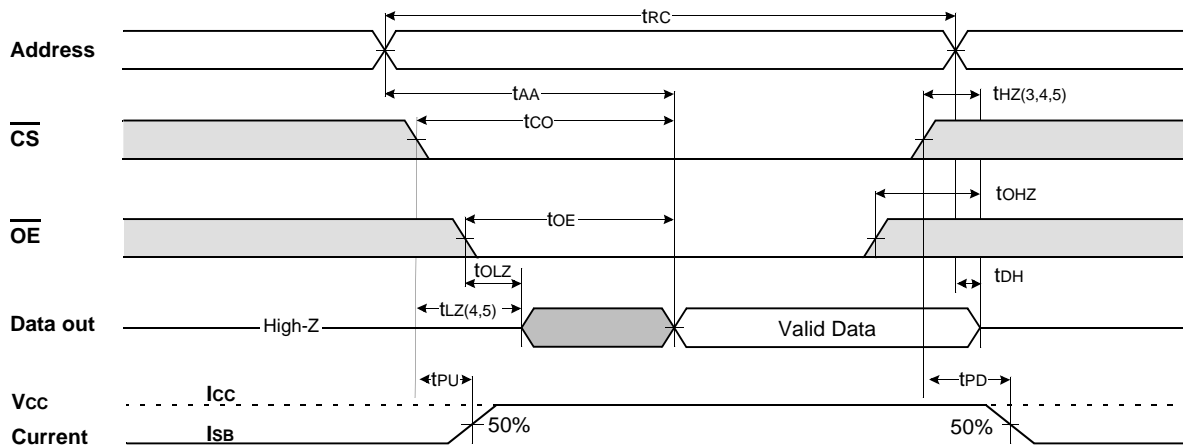 tRC
Address
tAA
tHZ(3,4,5)
CS
tCO
OE
tOE
tOHZ
tOLZ
tDH
tLZ(4,5)
Data out
High-Z
Valid Data
tPU
tPD
VCC
ICC
50%
50%
Current
ISB